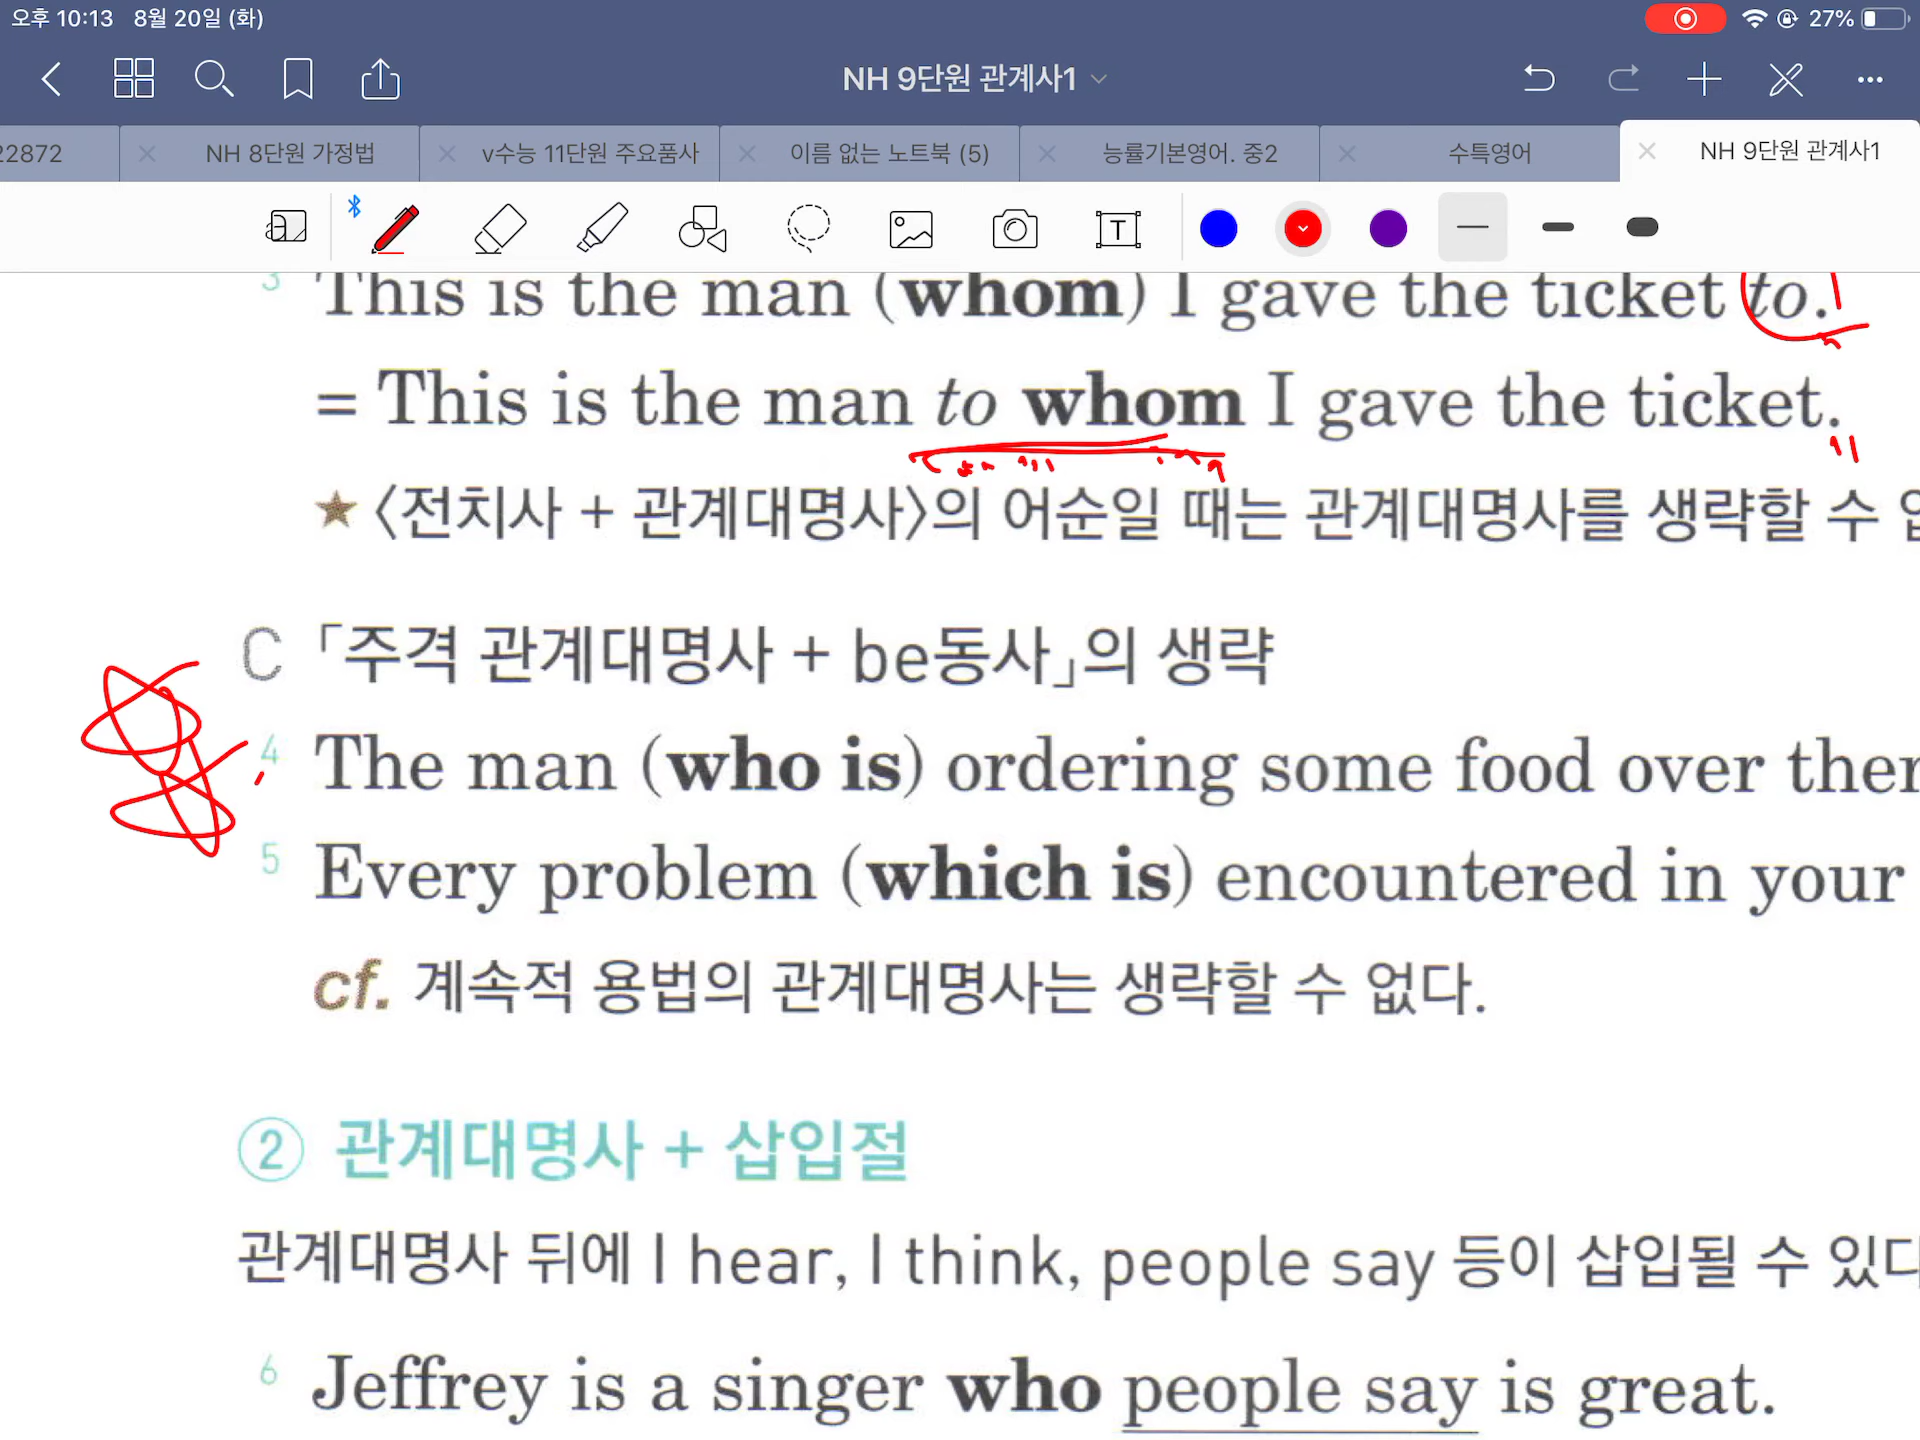 오후 10:13 8월 20일 (화) 27%
NH 9단원 관계사1
22872 NH 8단원 가정법 v수능 11단원 주요품사 이름 없는 노트북 (5) 능률기본영어. 중2 수특영어 NH 9단원 관계사1
T
3 This is the man (whom) I gave the ticket to.
= This is the man to whom I gave the ticket.
★〈전치사 + 관계대명사〉의 어순일 때는 관계대명사를 생략할 수
C 「주격 관계대명사 + be동사」의 생략
4 The man (who is) ordering some food over ther
5 Every problem (which is) encountered in your
cf. 계속적 용법의 관계대명사는 생략할 수 없다.
② 관계대명사 + 삽입절
관계대명사 뒤에 I hear, I think, people say 등이 삽입될 수 있다
6 Jeffrey is a singer who people say is great.